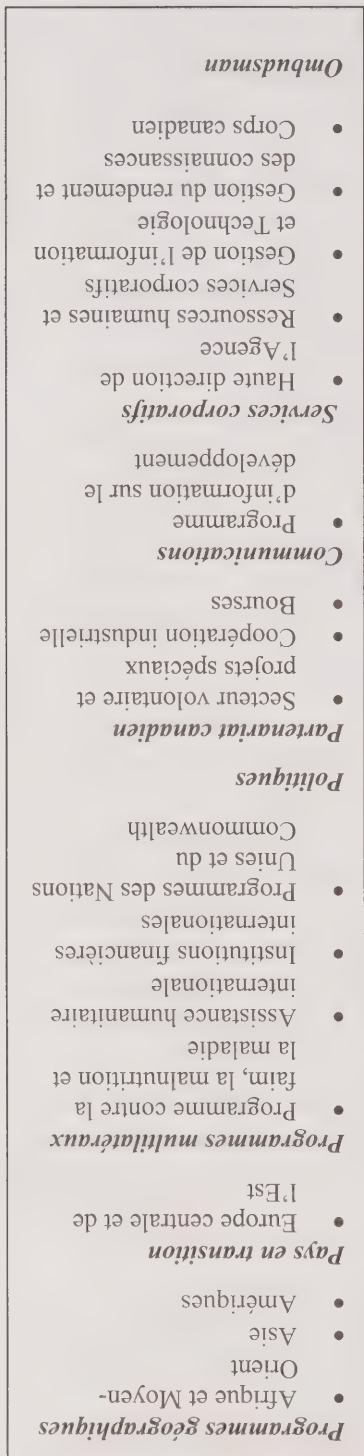 Programmes géographiques
• Afrique et Moyen-
Orient
• Asie
• Amériques
Pays en transition
• Europe centrale et de
l'Est
Programmes multilatéraux
• Programme contre la
faim, la malnutrition et
la maladie
• Assistance humanitaire
internationale
• Institutions financières
internationales
• Programmes des Nations
Unies et du
Commonwealth
Politiques
Partenariat canadien
• Secteur volontaire et
projets spéciaux
• Coopération industrielle
• Bourses
Communications
• Programme
d'information sur le
développement
Services corporatifs
• Haute direction de
l'Agence
• Ressources humaines et
Services corporatifs
• Gestion de l'information
et Technologie
• Gestion du rendement et
des connaissances
• Corps canadien
Ombudsman